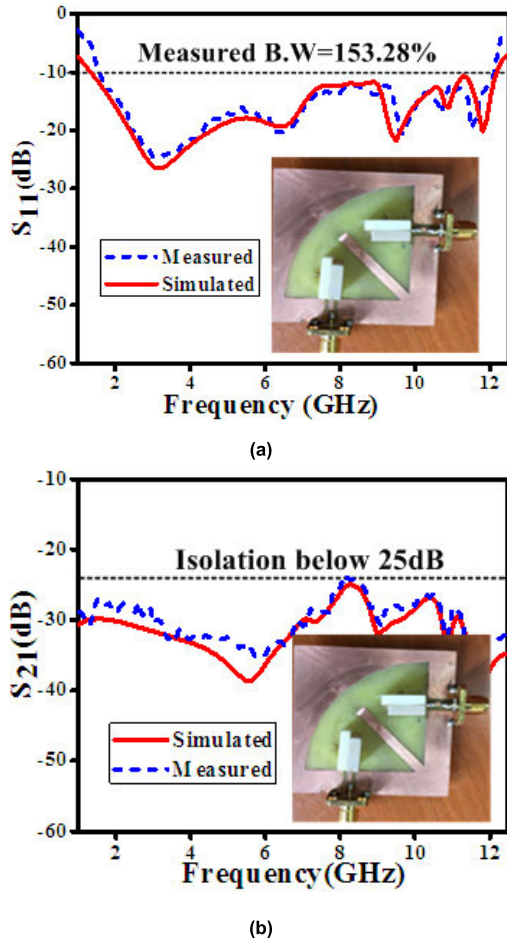 0
Measured B.W=153.28%
-10
-20
-30
-40
-50
-60
S11(dB)
Measured
Simulated
2 4 6 8 10 12
Frequency (GHz)
(a)
-10
-20
-30
-40
-50
-60
Isolation below 25dB
S21(dB)
Simulated
Measured
2 4 6 8 10 12
Frequency(GHz)
(b)